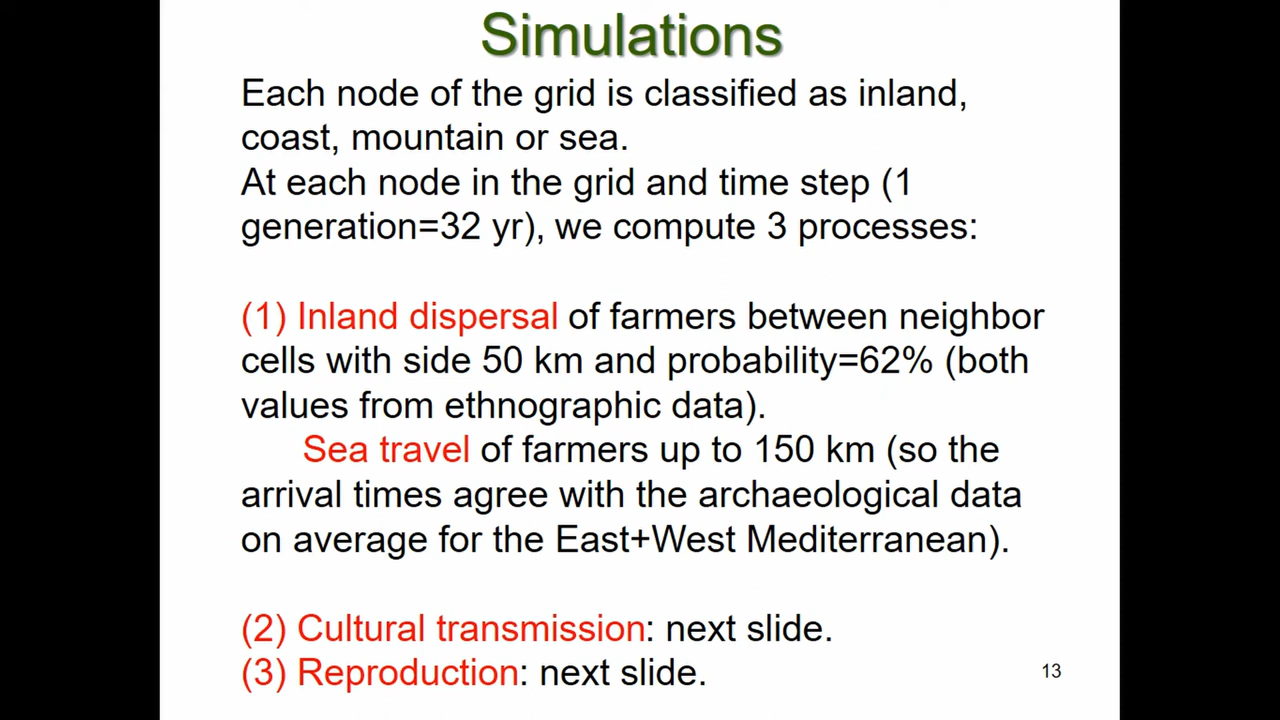 Simulations
Each node of the grid is classified as inland,
coast, mountain or sea.
At each node in the grid and time step (1
generation=32 yr), we compute 3 processes:
(1) Inland dispersal of farmers between neighbor
cells with side 50 km and probability=62% (both
values from ethnographic data).
Sea travel of farmers up to 150 km (so the
arrival times agree with the archaeological data
on average for the East+West Mediterranean).
(2) Cultural transmission: next slide.
(3) Reproduction: next slide.
13